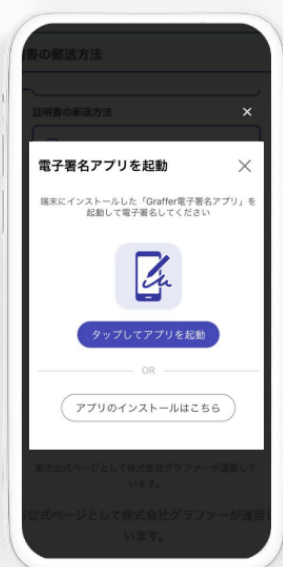 書の郵送方法
証明書の郵送方法
×
電子署名アプリを起動
×
端末にインストールした「Graffer電子署名アプリ」を
起動して電子署名してください
タップしてアプリを起動
OR
アプリのインストールはこちら
市公式ページとして株式会社グラファーが運営して
います。
公式ページとして株式会社グラファーが運営
います。